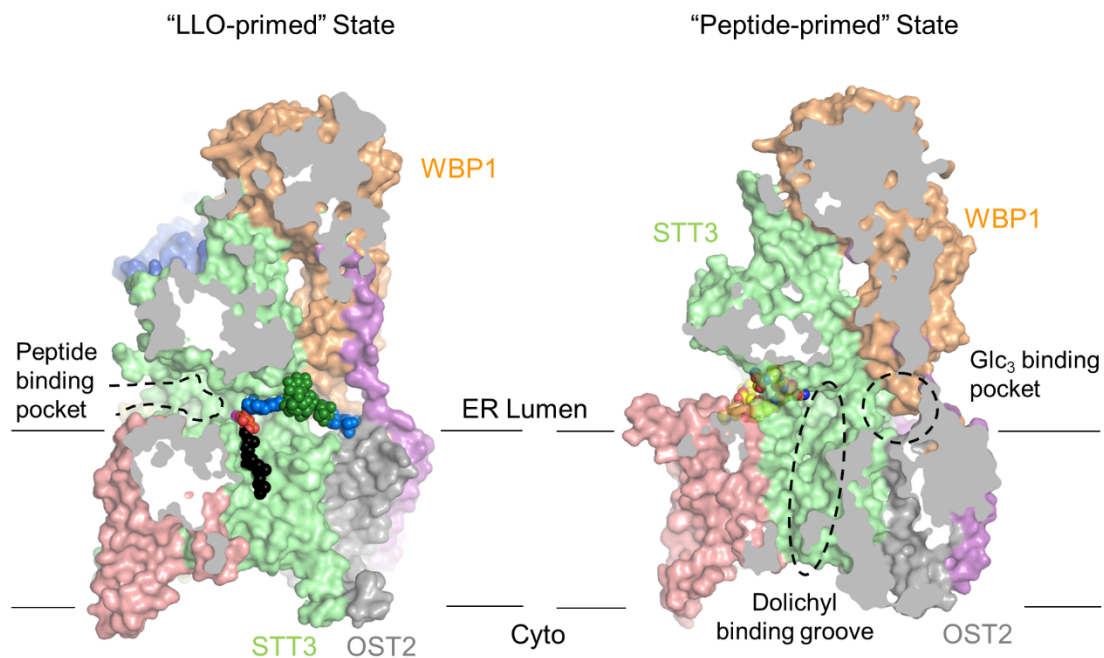 “LLO-primed” State
“Peptide-primed” State
WBP1
STT3
WBP1
Peptide
binding
pocket
Glc3 binding
pocket
ER Lumen
Dolichyl
binding groove
STT3
OST2
Cyto
OST2